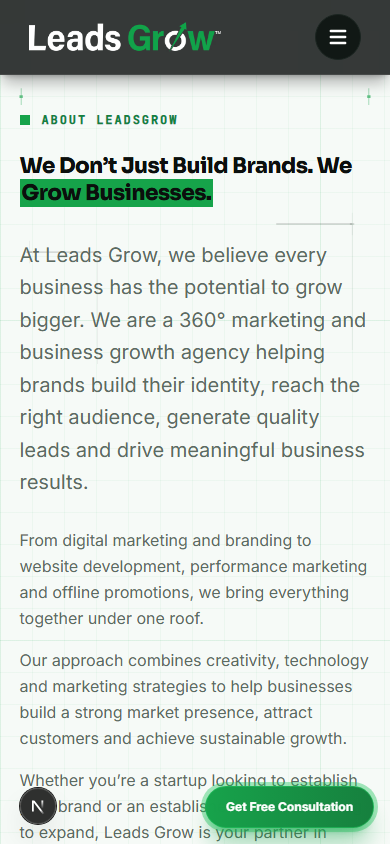 Leads Grow™
ABOUT LEADSGROW
We Don’t Just Build Brands. We
Grow Businesses.
At Leads Grow, we believe every
business has the potential to grow
bigger. We are a 360° marketing and
business growth agency helping
brands build their identity, reach the
right audience, generate quality
leads and drive meaningful business
results.
From digital marketing and branding to
website development, performance marketing
and offline promotions, we bring everything
together under one roof.
Our approach combines creativity, technology
and marketing strategies to help businesses
build a strong market presence, attract
customers and achieve sustainable growth.
Whether you’re a startup looking to establish
brand or an establis
N
Get Free Consultation
to expand, Leads Grow is your partner in